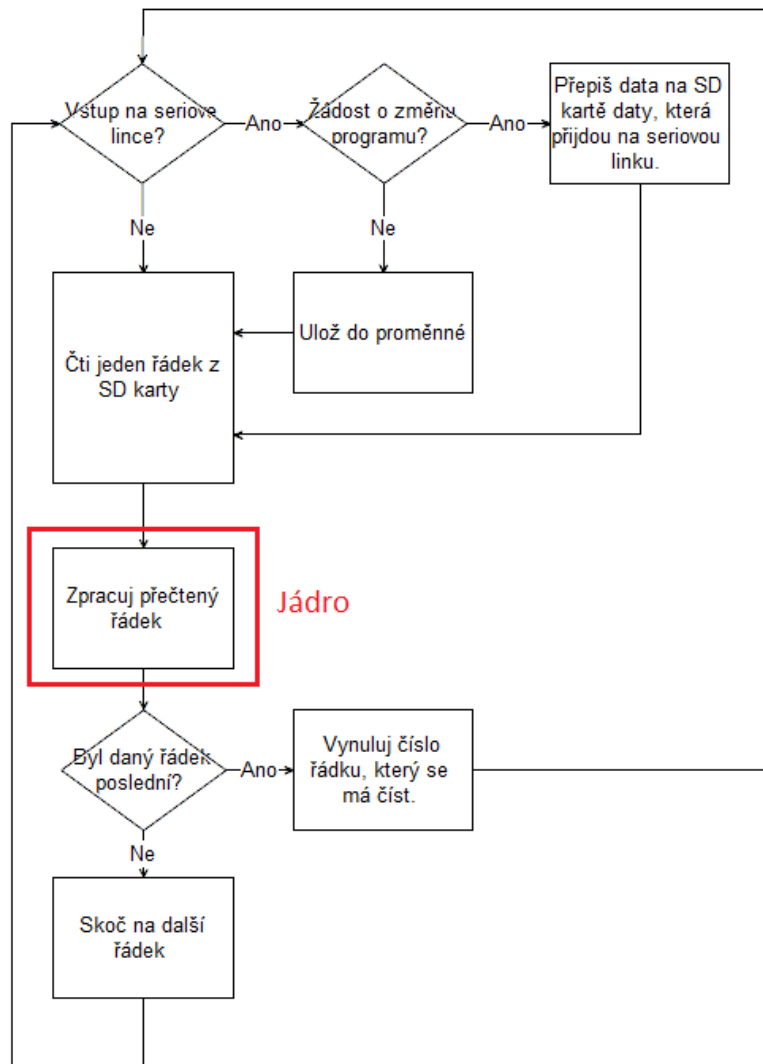 Vstup na seriove
lince?
Ano
Žádost o změnu
programu?
Ano
Přepiš data na SD
kartě daty, která
přijdou na seriovou
linku.
Ne
Ne
Čti jeden řádek z
SD karty
Ulož do proměnné
Zpracuj přečtený
řádek
Jádro
Byl daný řádek
poslední?
Ano
Vynuluj číslo
řádku, který se
má číst.
Ne
Skoč na další
řádek